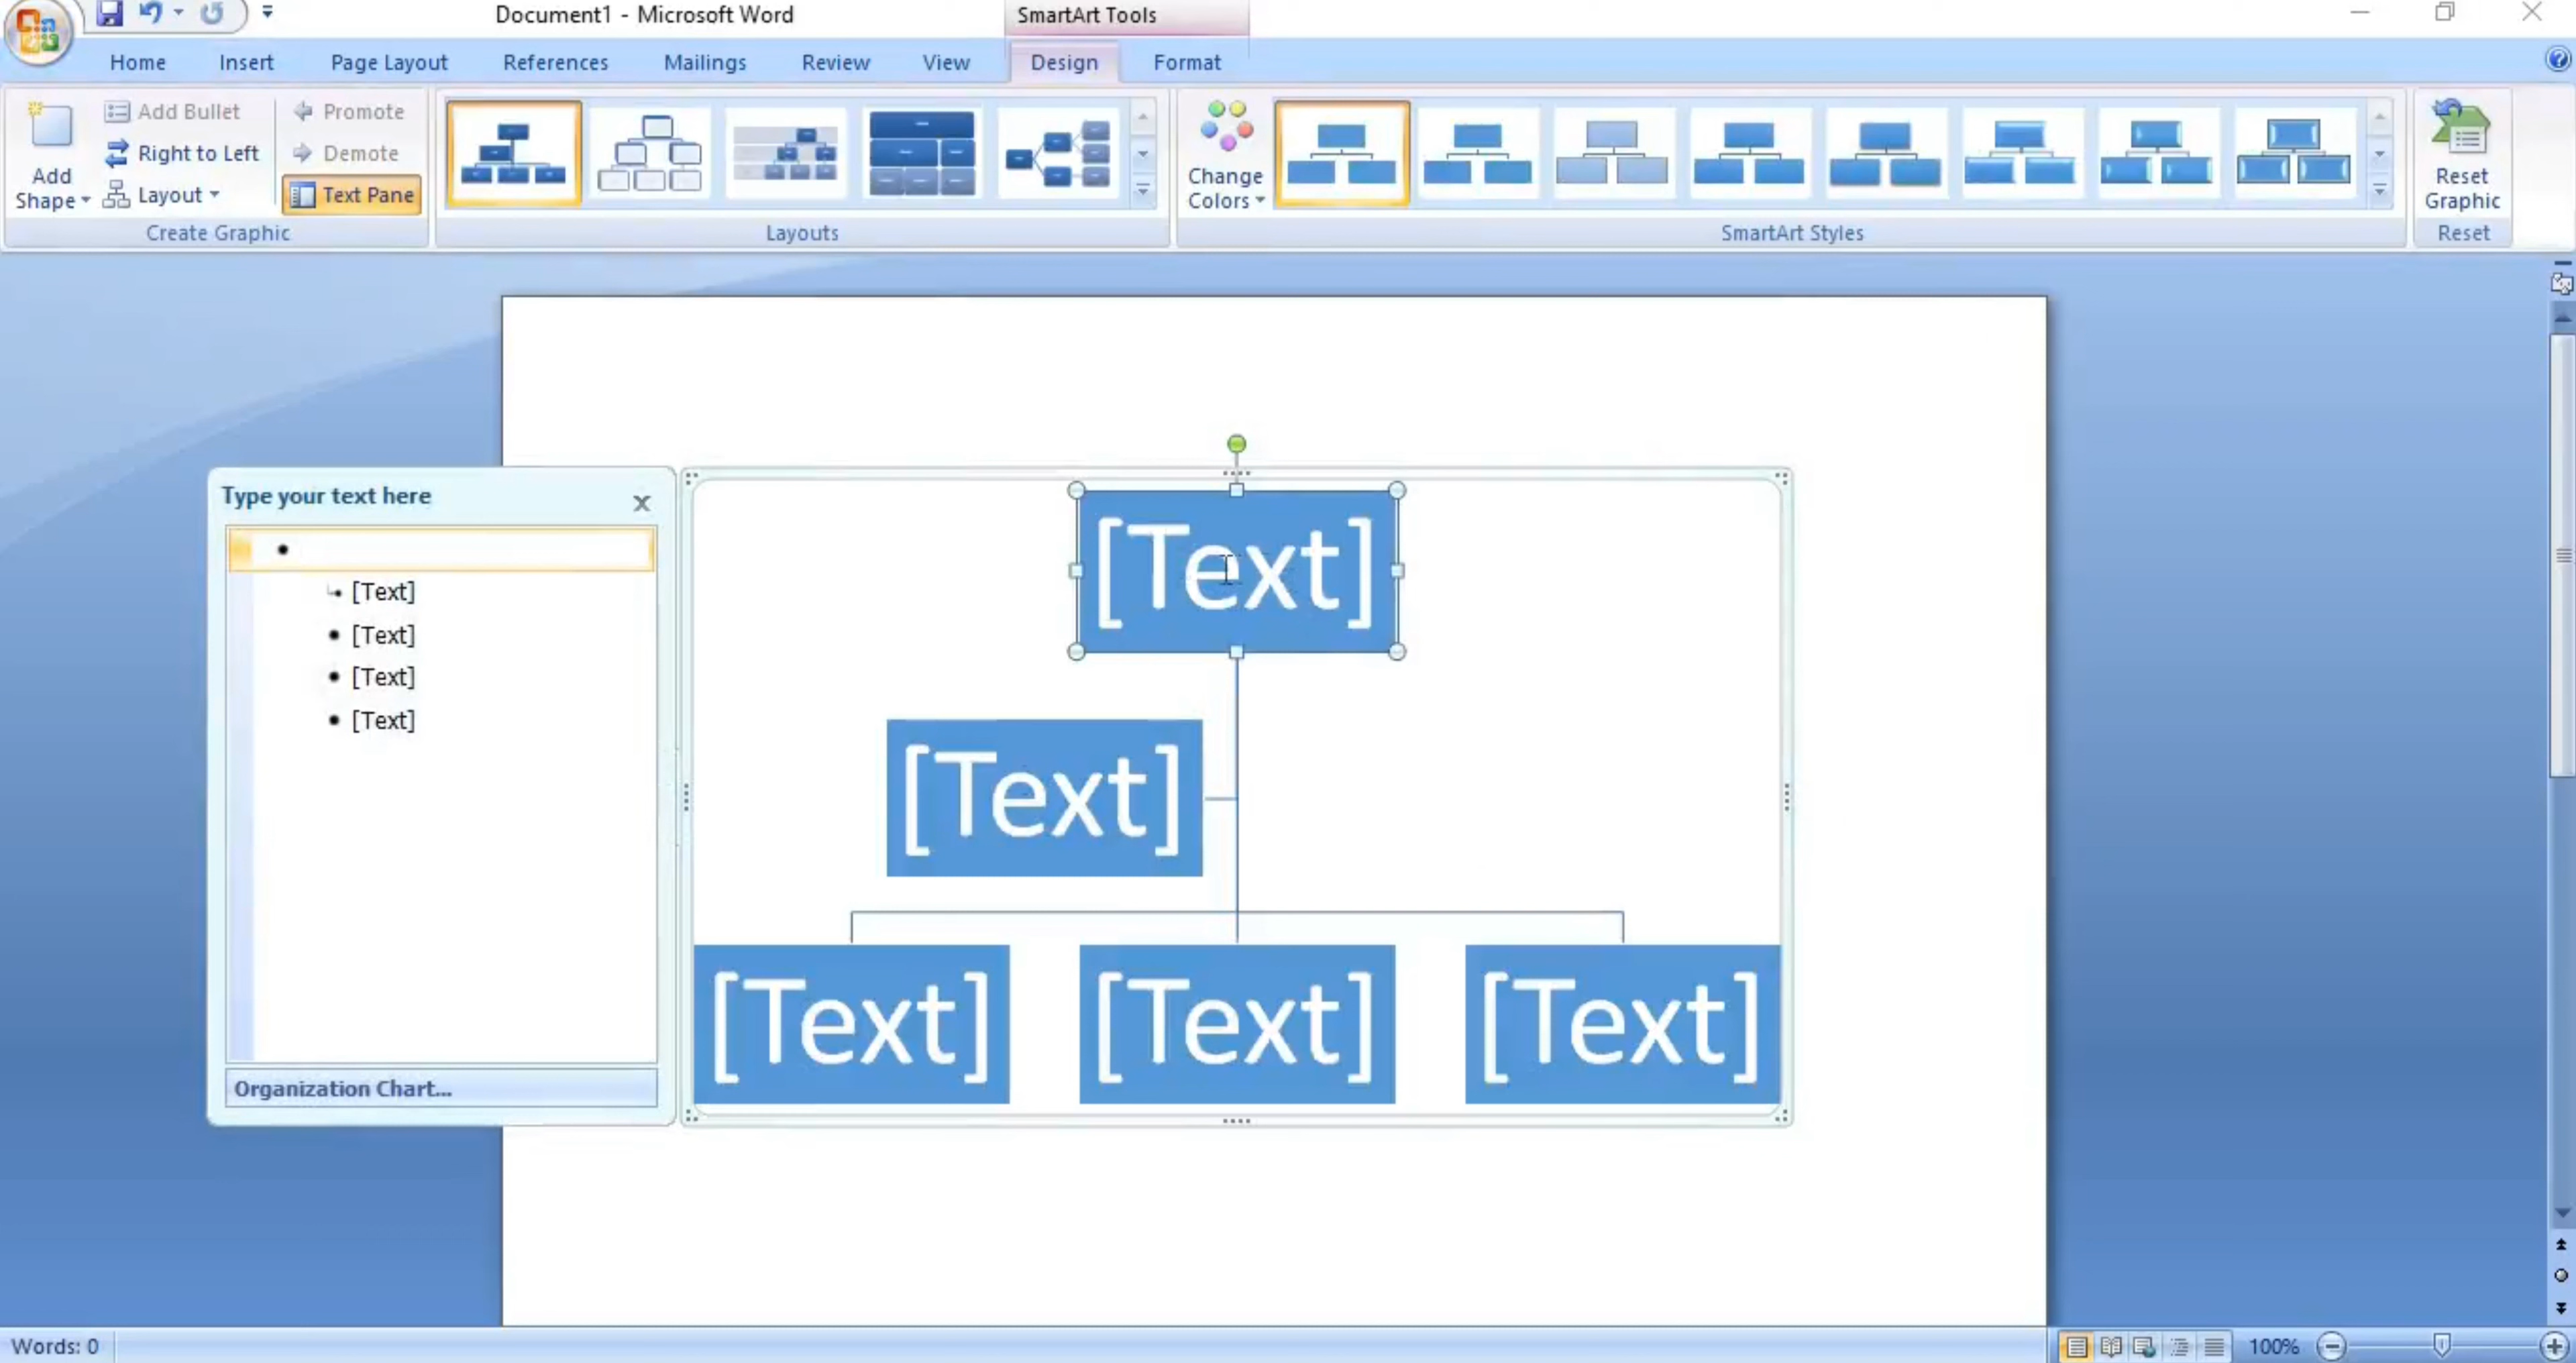 Document1 - Microsoft Word
SmartArt Tools
Home Insert Page Layout References Mailings Review View Design Format
Add Shape
Add Bullet
Right to Left
Layout
Promote
Demote
Text Pane
Create Graphic
Layouts
Change Colors
SmartArt Styles
Reset Graphic
Reset
Type your text here
[Text]
[Text]
[Text]
[Text]
Organization Chart...
[Text]
[Text]
[Text] [Text] [Text]
Words: 0
100%